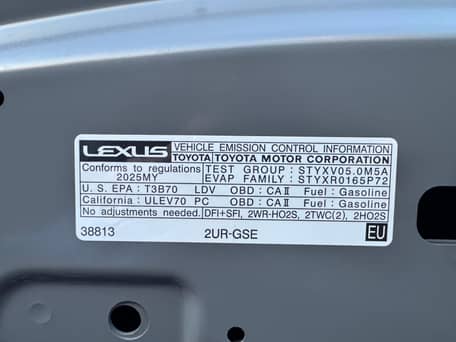 LEXUS VEHICLE EMISSION CONTROL INFORMATION
TOYOTA TOYOTA MOTOR CORPORATION
Conforms to regulations TEST GROUP : STYXV05.0M5A
2025MY EVAP FAMILY : STYXR0165P72
U.S. EPA : T3B70 LDV OBD : CAⅡ Fuel : Gasoline
California : ULEV70 PC OBD : CAⅡ Fuel : Gasoline
No adjustments needed. DFI+SFI, 2WR-HO2S, 2TWC(2), 2HO2S
38813 2UR-GSE EU